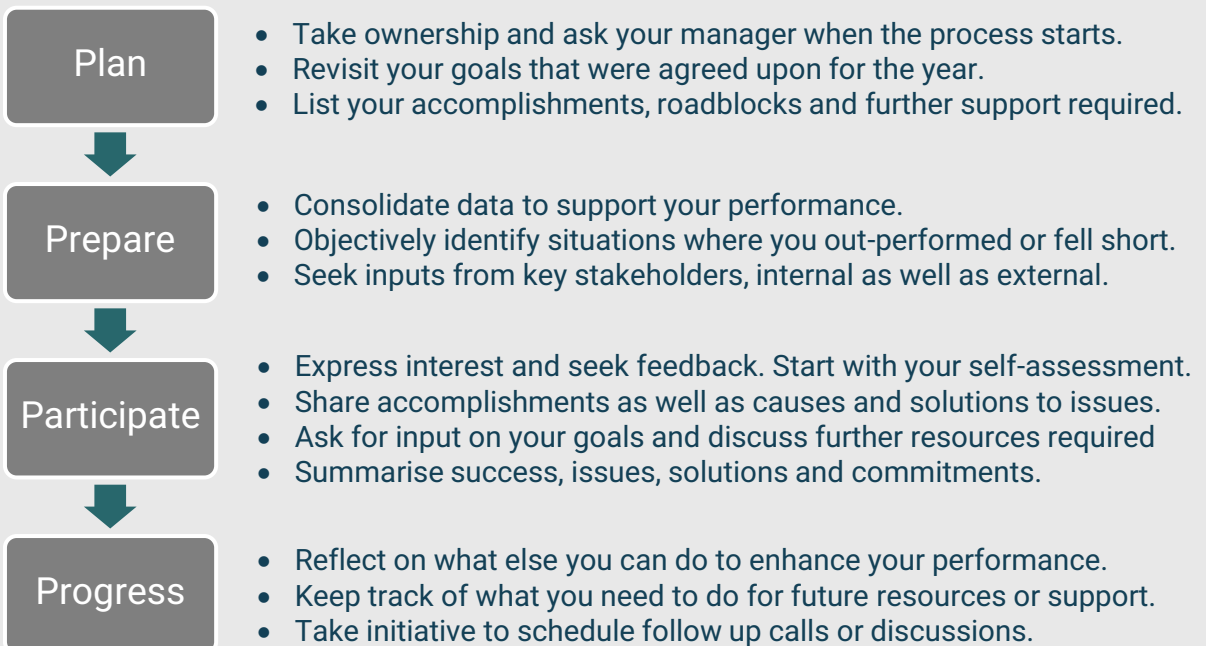 Plan
• Take ownership and ask your manager when the process starts.
• Revisit your goals that were agreed upon for the year.
• List your accomplishments, roadblocks and further support required.
Prepare
• Consolidate data to support your performance.
• Objectively identify situations where you out-performed or fell short.
• Seek inputs from key stakeholders, internal as well as external.
Participate
• Express interest and seek feedback. Start with your self-assessment.
• Share accomplishments as well as causes and solutions to issues.
• Ask for input on your goals and discuss further resources required
• Summarise success, issues, solutions and commitments.
Progress
• Reflect on what else you can do to enhance your performance.
• Keep track of what you need to do for future resources or support.
• Take initiative to schedule follow up calls or discussions.